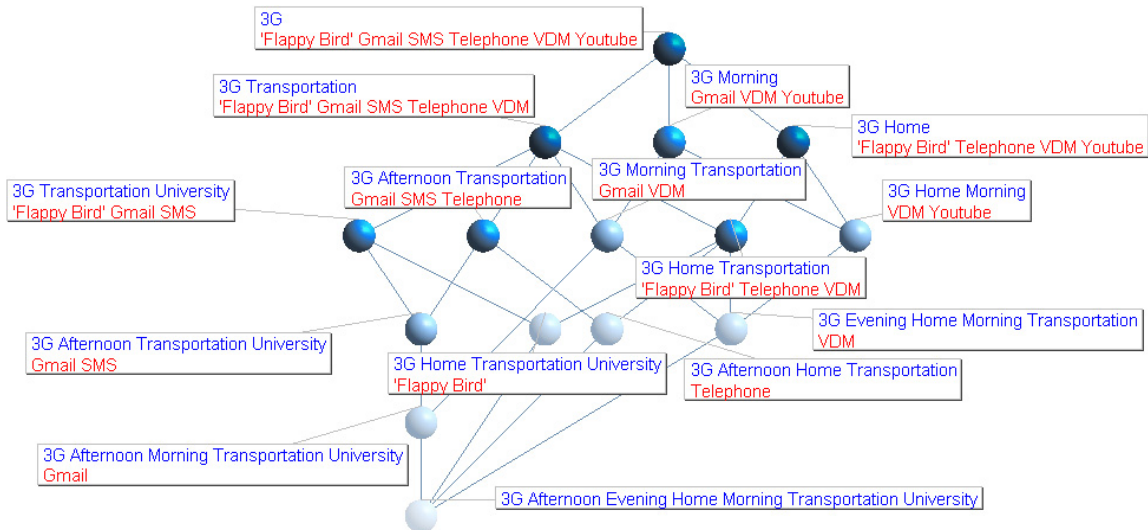 3G
'Flappy Bird' Gmail SMS Telephone VDM Youtube
3G Transportation
'Flappy Bird' Gmail SMS Telephone VDM
3G Morning
Gmail VDM Youtube
3G Home
'Flappy Bird' Telephone VDM Youtube
3G Transportation University
'Flappy Bird' Gmail SMS
3G Afternoon Transportation
Gmail SMS Telephone
3G Morning Transportation
Gmail VDM
3G Home Morning
VDM Youtube
3G Home Transportation
'Flappy Bird' Telephone VDM
3G Evening Home Morning Transportation
VDM
3G Afternoon Transportation University
Gmail SMS
3G Home Transportation University
'Flappy Bird'
3G Afternoon Home Transportation
Telephone
3G Afternoon Morning Transportation University
Gmail
3G Afternoon Evening Home Morning Transportation University